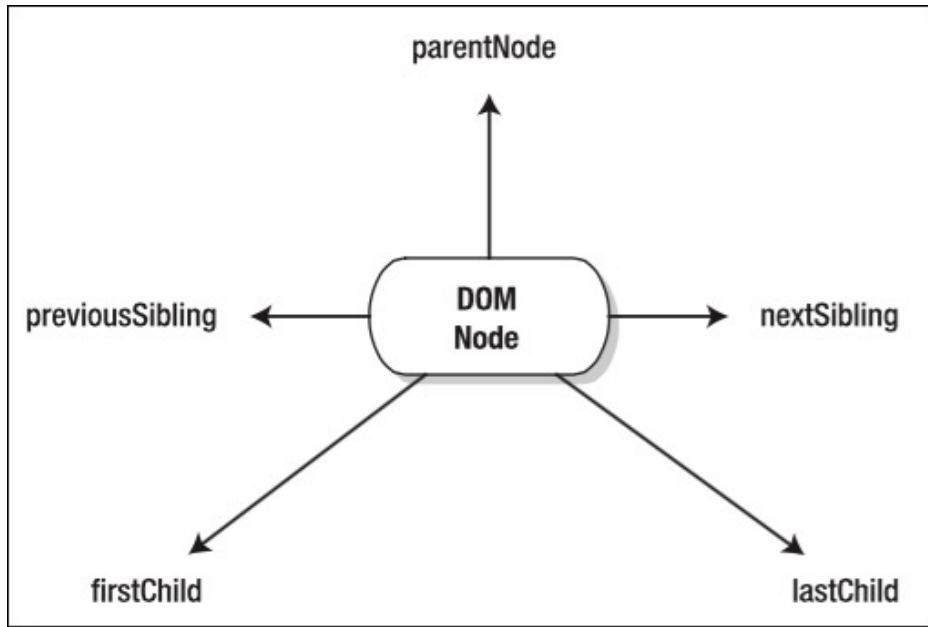 parentNode
previousSibling
DOM
Node
nextSibling
firstChild
lastChild